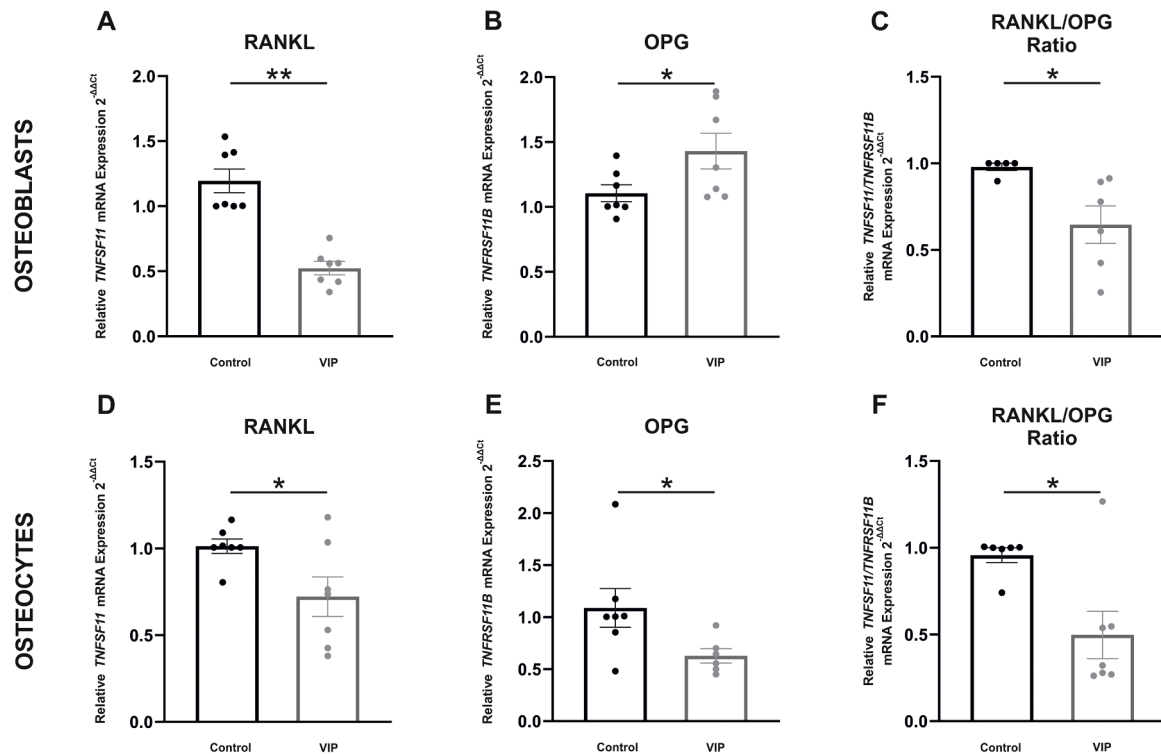 OSTEOBLASTS
A
RANKL
Relative TNFSF11 mRNA Expression 2^-ΔΔCt
2.0
1.5
1.0
0.5
0.0
**
Control
VIP
B
OPG
Relative TNFRSF11B mRNA Expression 2^-ΔΔCt
2.0
1.5
1.0
0.5
0.0
*
Control
VIP
C
RANKL/OPG
Ratio
Relative TNFSF11/TNFRSF11B
mRNA Expression 2^-ΔΔCt
1.5
1.0
0.5
0.0
*
Control
VIP
OSTEOCYTES
D
RANKL
Relative TNFSF11 mRNA Expression 2^-ΔΔCt
1.5
1.0
0.5
0.0
*
Control
VIP
E
OPG
Relative TNFRSF11B mRNA Expression 2^-ΔΔCt
2.5
2.0
1.5
1.0
0.5
0.0
*
Control
VIP
F
RANKL/OPG
Ratio
Relative TNFSF11/TNFRSF11B
mRNA Expression 2^-ΔΔCt
1.5
1.0
0.5
0.0
*
Control
VIP